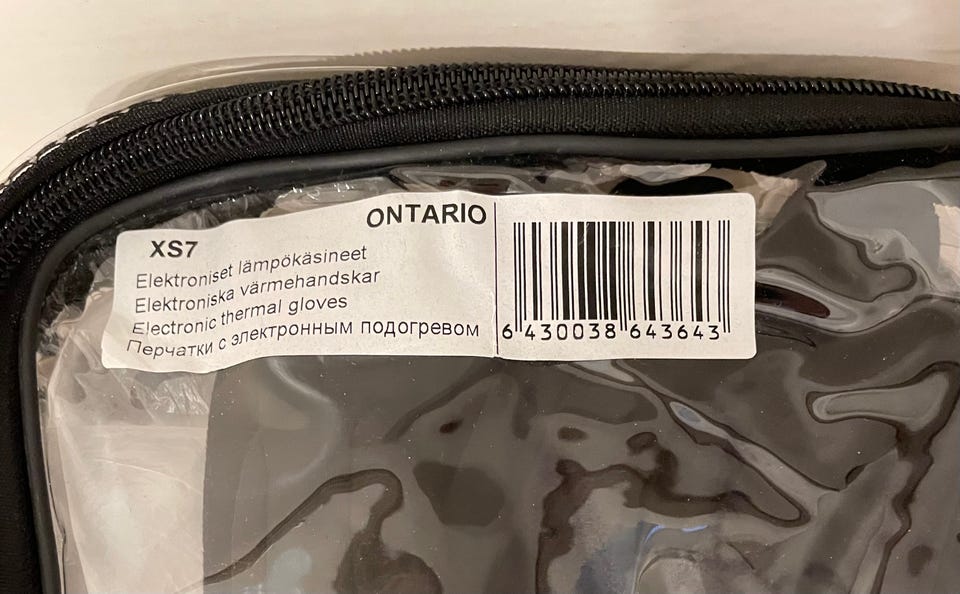 ONTARIO
XS7
Elektroniset lämpökäsineet
Elektroniska värmehandskar
Electronic thermal gloves
Перчатки с электронным подогревом
6 430038 643643